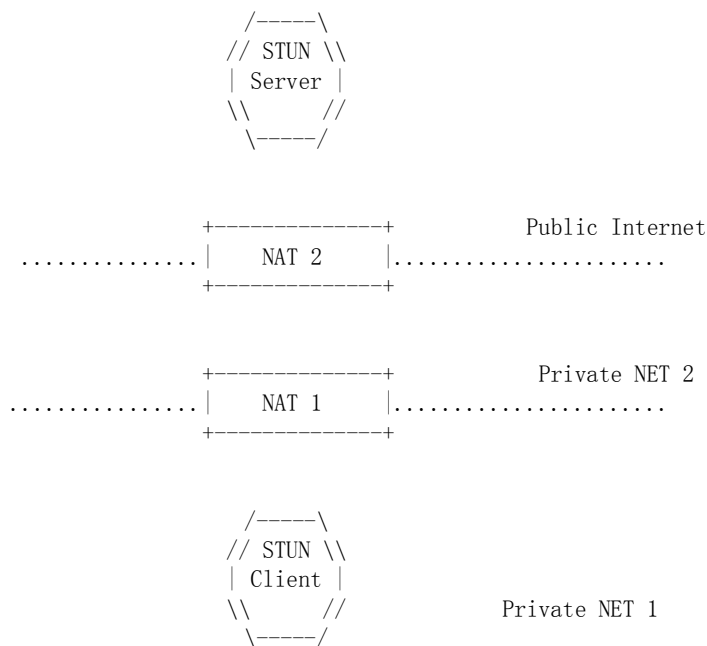 /-----\
// STUN \\
| Server |
\\ //
\-----/
+--------------+ Public Internet
...............| NAT 2 |.......................
+--------------+
+--------------+ Private NET 2
................| NAT 1 |.......................
+--------------+
/-----\
// STUN \\
| Client |
\\ // Private NET 1
\-----/